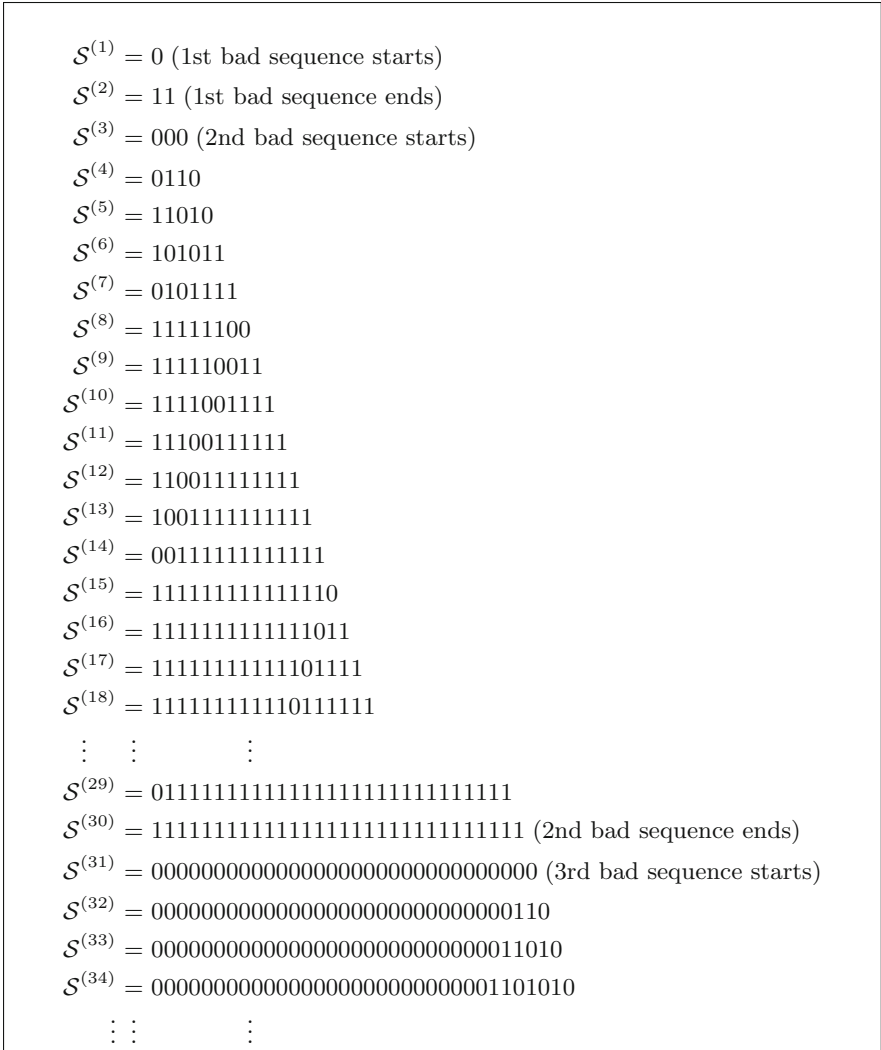 𝒮^(1) = 0 (1st bad sequence starts)
𝒮^(2) = 11 (1st bad sequence ends)
𝒮^(3) = 000 (2nd bad sequence starts)
𝒮^(4) = 0110
𝒮^(5) = 11010
𝒮^(6) = 101011
𝒮^(7) = 0101111
𝒮^(8) = 11111100
𝒮^(9) = 111110011
𝒮^(10) = 1111001111
𝒮^(11) = 11100111111
𝒮^(12) = 110011111111
𝒮^(13) = 1001111111111
𝒮^(14) = 00111111111111
𝒮^(15) = 111111111111110
𝒮^(16) = 1111111111111011
𝒮^(17) = 11111111111101111
𝒮^(18) = 111111111110111111
⋮ ⋮ ⋮
𝒮^(29) = 01111111111111111111111111111
𝒮^(30) = 111111111111111111111111111111 (2nd bad sequence ends)
𝒮^(31) = 0000000000000000000000000000000 (3rd bad sequence starts)
𝒮^(32) = 00000000000000000000000000000110
𝒮^(33) = 000000000000000000000000000011010
𝒮^(34) = 0000000000000000000000000001101010
⋮ ⋮ ⋮